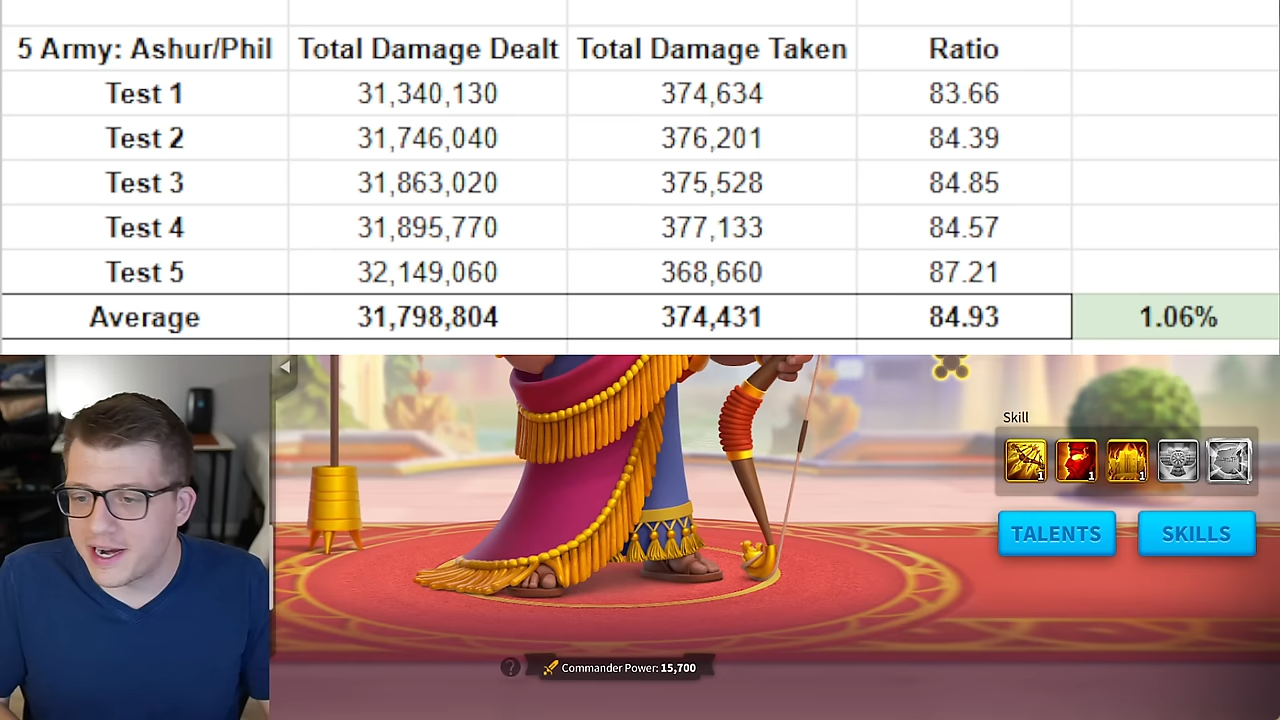 5 Army: Ashur/Phil Total Damage Dealt Total Damage Taken Ratio
Test 1 31,340,130 374,634 83.66
Test 2 31,746,040 376,201 84.39
Test 3 31,863,020 375,528 84.85
Test 4 31,895,770 377,133 84.57
Test 5 32,149,060 368,660 87.21
Average 31,798,804 374,431 84.93 1.06%
Skill
1 1 1
TALENTS SKILLS
? Commander Power: 15,700